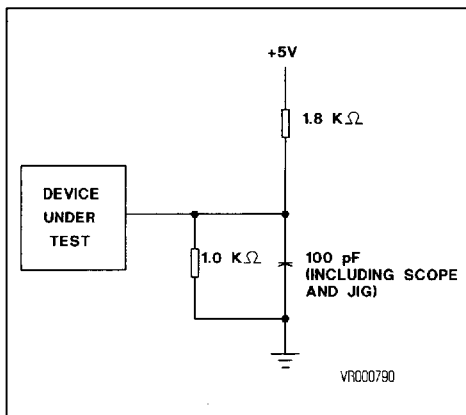 +5V
1.8 KΩ
DEVICE
UNDER
TEST
1.0 KΩ
100 pF
(INCLUDING SCOPE
AND JIG)
VR000790